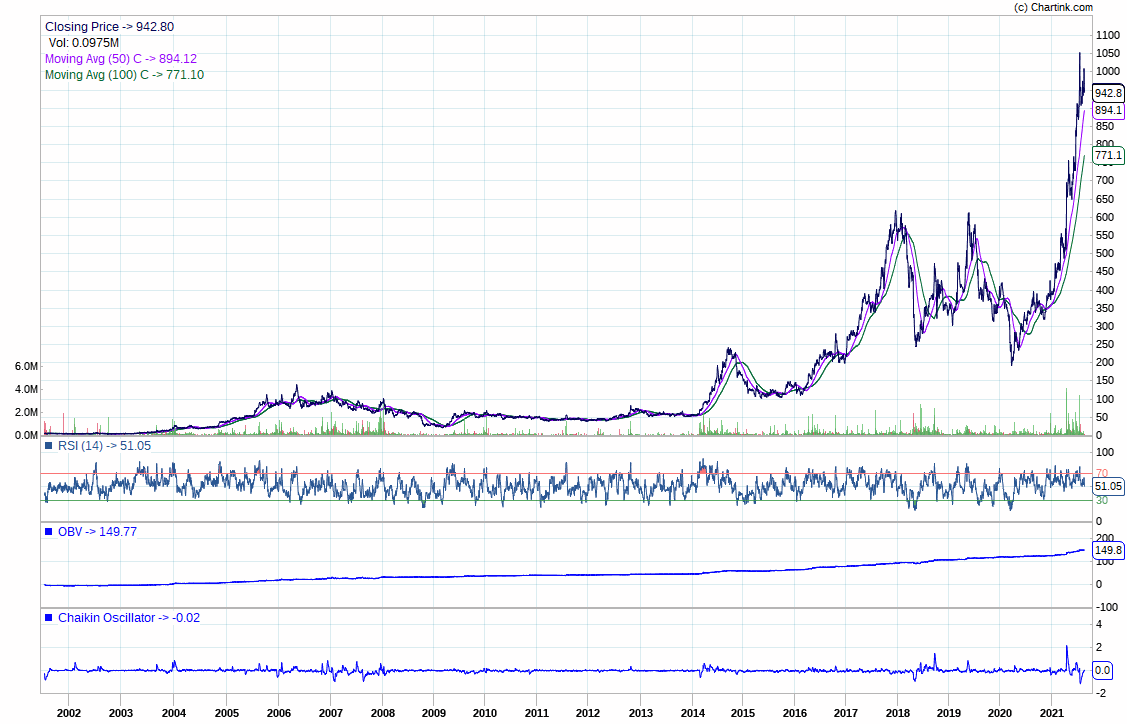 (c) Chartink.com
Closing Price -> 942.80
Vol: 0.0975M
Moving Avg (50) C -> 894.12
Moving Avg (100) C -> 771.10
1100
1050
1000
942.8
894.1
850
800
771.1
700
650
600
550
500
450
400
350
300
250
200
150
100
50
0
6.0M
4.0M
2.0M
0.0M
RSI (14) -> 51.05
100
70
51.05
30
0
OBV -> 149.77
200
149.8
100
0
-100
Chaikin Oscillator -> -0.02
4
2
0.0
-2
2002 2003 2004 2005 2006 2007 2008 2009 2010 2011 2012 2013 2014 2015 2016 2017 2018 2019 2020 2021